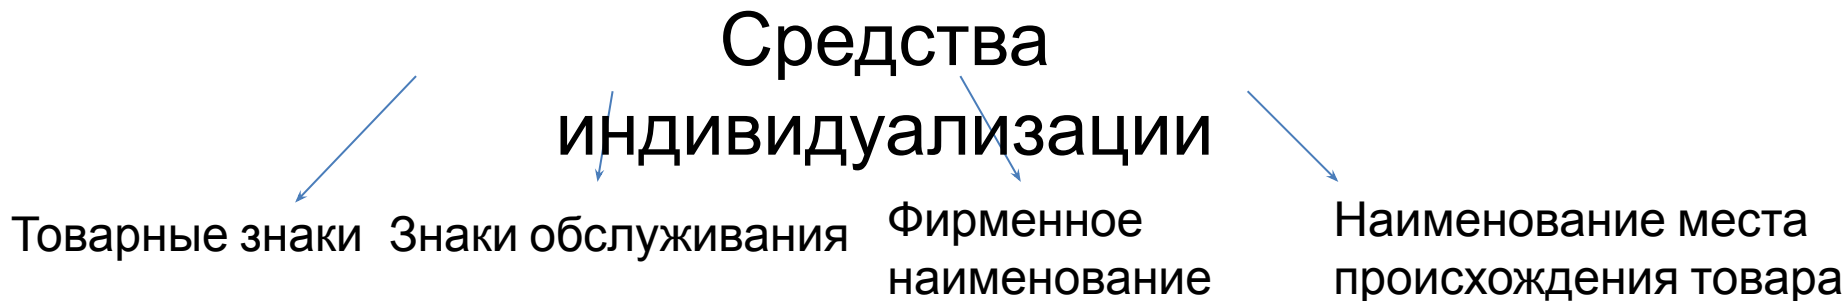 Средства
индивидуализации
Товарные знаки
Знаки обслуживания
Фирменное
наименование
Наименование места
происхождения товара